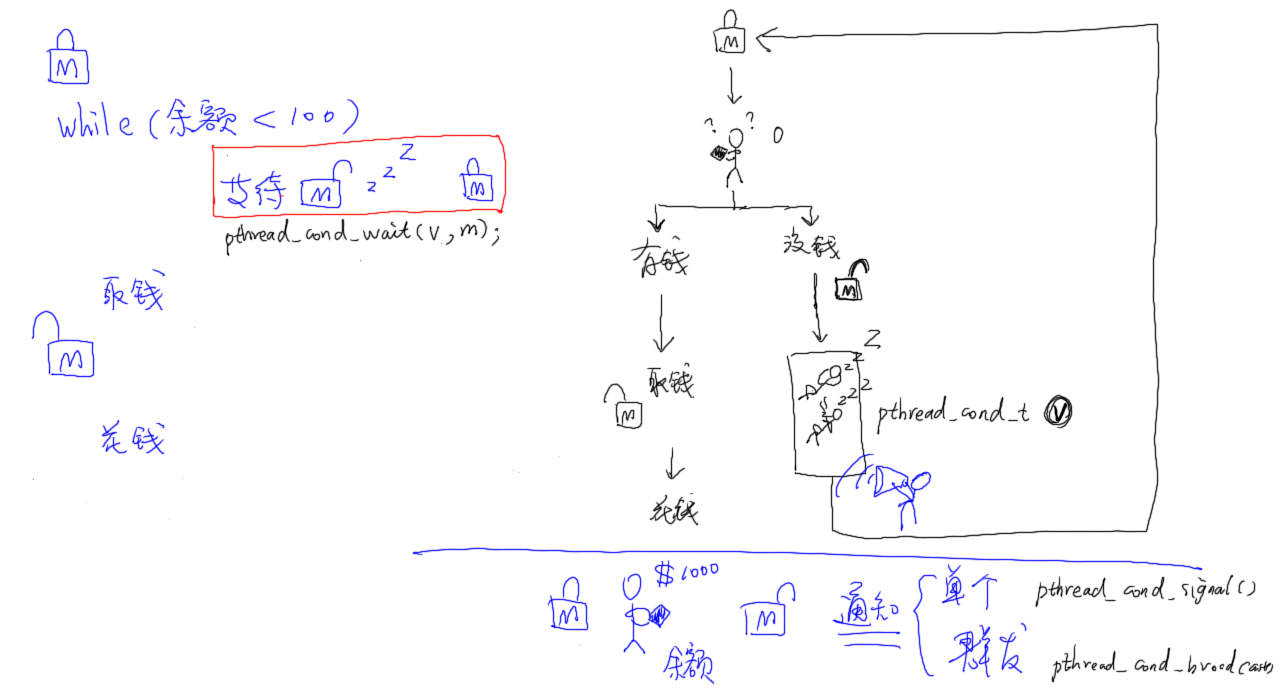 M
while(余额 < 100)
等待 M z z Z M
pthread_cond_wait(v, m);
取钱
M
花钱
M
? ? 0
有钱
没钱
M
取钱
M
花钱
z z Z
z z z z
pthread_cond_t V
M
$1000
余额
M
通知
单个 pthread_cond_signal()
群发 pthread_cond_broadcast